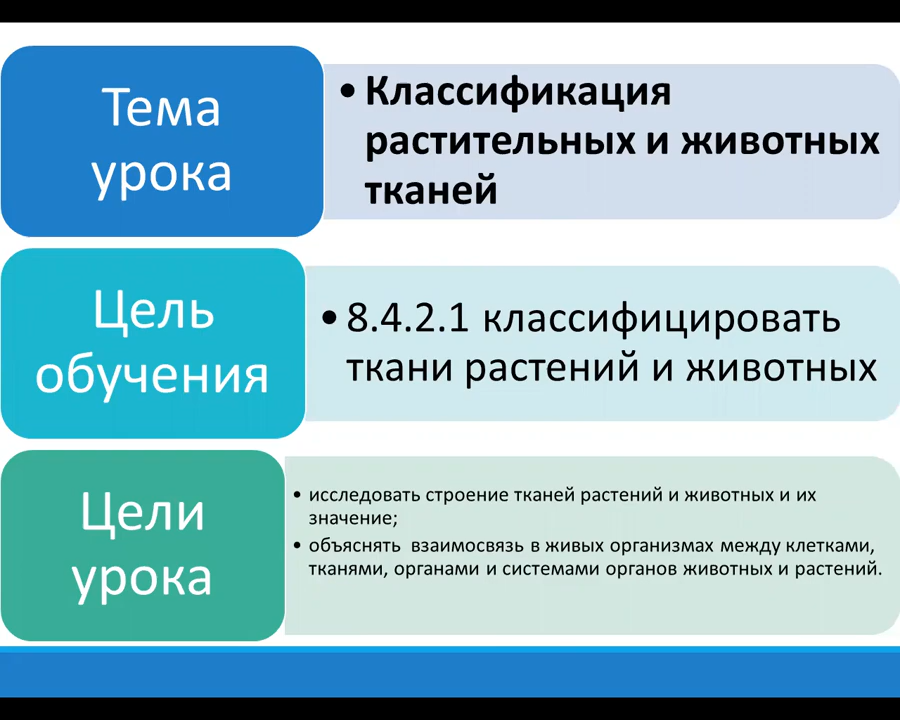 Тема
урока
• Классификация
растительных и животных
тканей
Цель
обучения
• 8.4.2.1 классифицировать
ткани растений и животных
Цели
урока
• исследовать строение тканей растений и животных и их
значение;
• объяснять взаимосвязь в живых организмах между клетками,
тканями, органами и системами органов животных и растений.